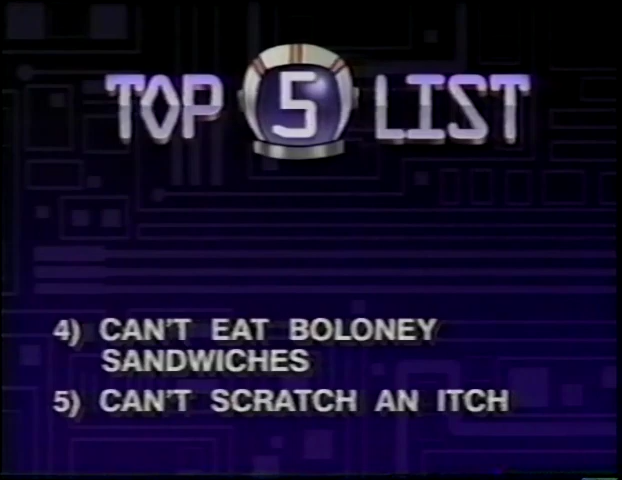 TOP 5 LIST
4) CAN'T EAT BOLONEY
SANDWICHES
5) CAN'T SCRATCH AN ITCH